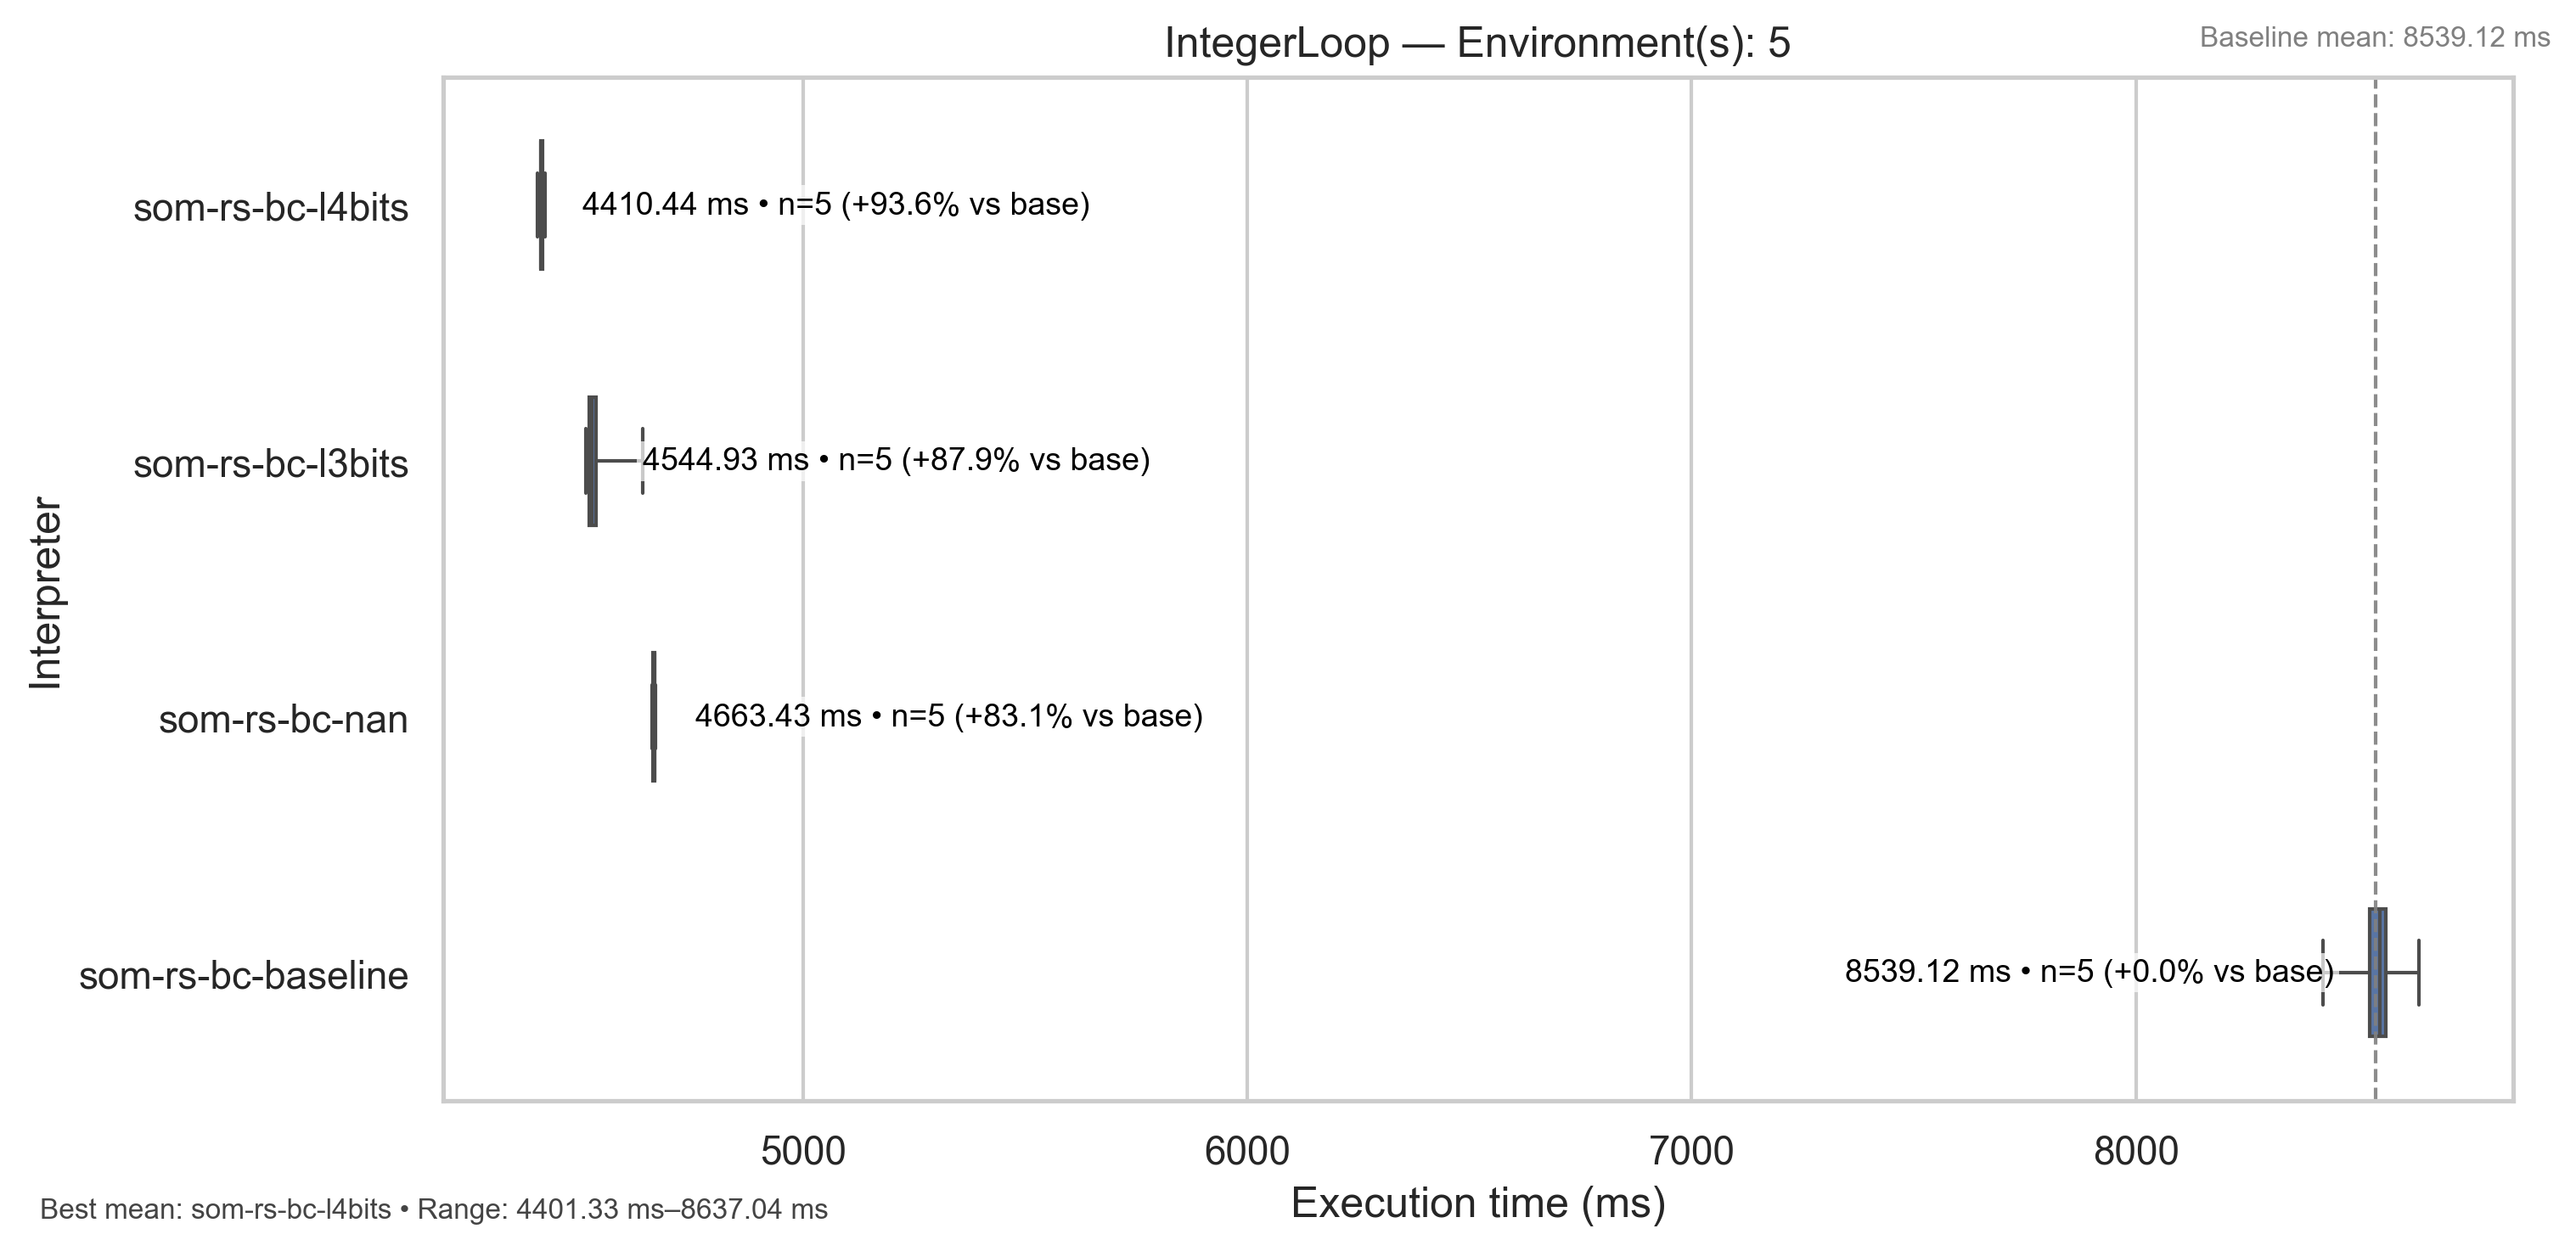 IntegerLoop — Environment(s): 5
Baseline mean: 8539.12 ms
som-rs-bc-l4bits
4410.44 ms • n=5 (+93.6% vs base)
som-rs-bc-l3bits
4544.93 ms • n=5 (+87.9% vs base)
Interpreter
som-rs-bc-nan
4663.43 ms • n=5 (+83.1% vs base)
som-rs-bc-baseline
8539.12 ms • n=5 (+0.0% vs base)
5000 6000 7000 8000
Execution time (ms)
Best mean: som-rs-bc-l4bits • Range: 4401.33 ms–8637.04 ms